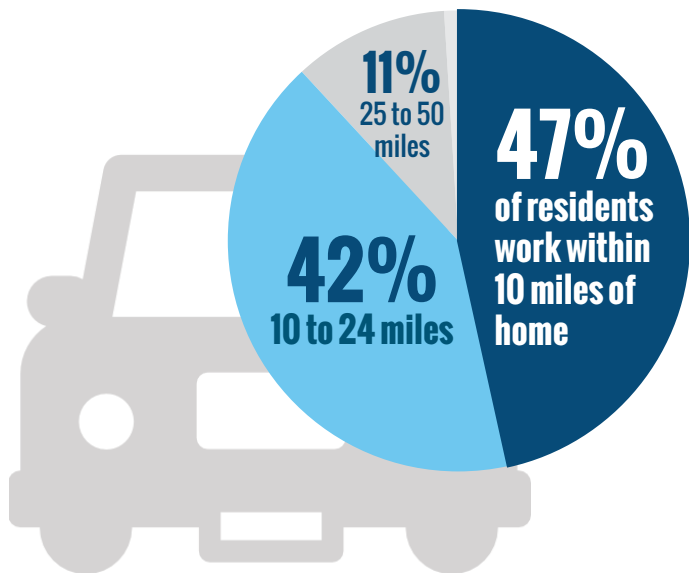 11%
25 to 50
miles
47%
of residents
work within
10 miles of
home
42%
10 to 24 miles